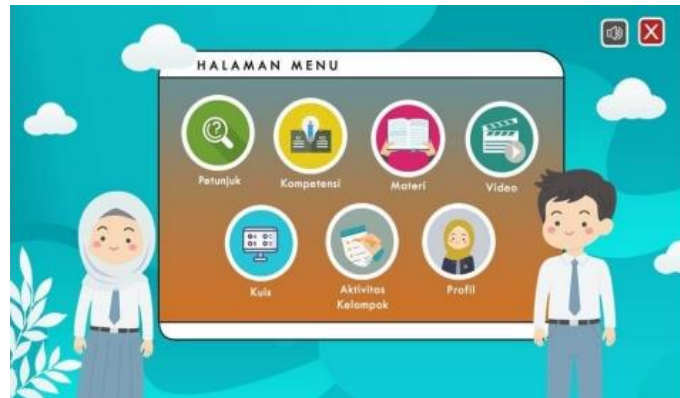 HALAMAN MENU
Petunjuk
Kompetensi
Materi
Video
Kuis
Aktivitas
Kelompok
Profil